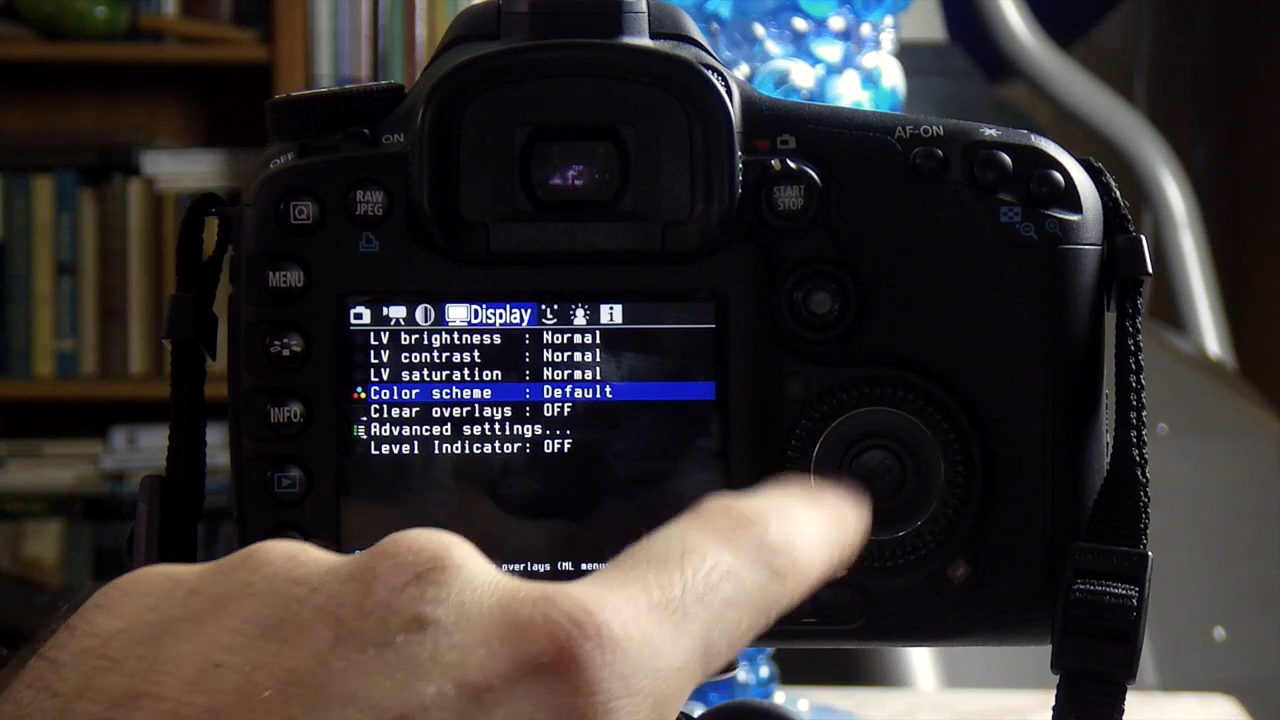 ON
OFF
Q
RAW
JPEG
AF-ON
START
STOP
MENU
INFO.
Display
LV brightness : Normal
LV contrast : Normal
LV saturation : Normal
Color scheme : Default
Clear overlays : OFF
Advanced settings...
Level Indicator: OFF
overlays (ML menu